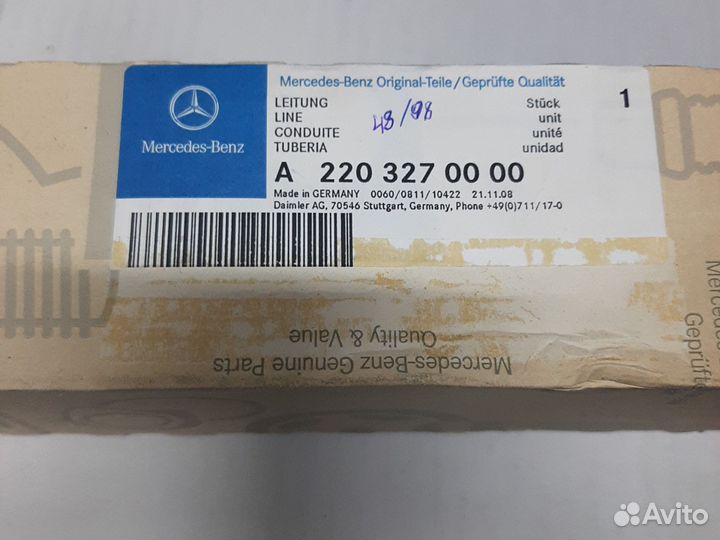 Mercedes-Benz
Mercedes-Benz Original-Teile/Geprüfte Qualität
LEITUNG Stück 1
LINE unit
CONDUITE unité
TUBERIA unidad
48/98
A 220 327 00 00
Made in GERMANY 0060/0811/10422 21.11.08
Daimler AG, 70546 Stuttgart, Germany, Phone +49(0)711/17-0
Mercedes-Benz Genuine Parts
Quality & Value
Geprüfte
Avito